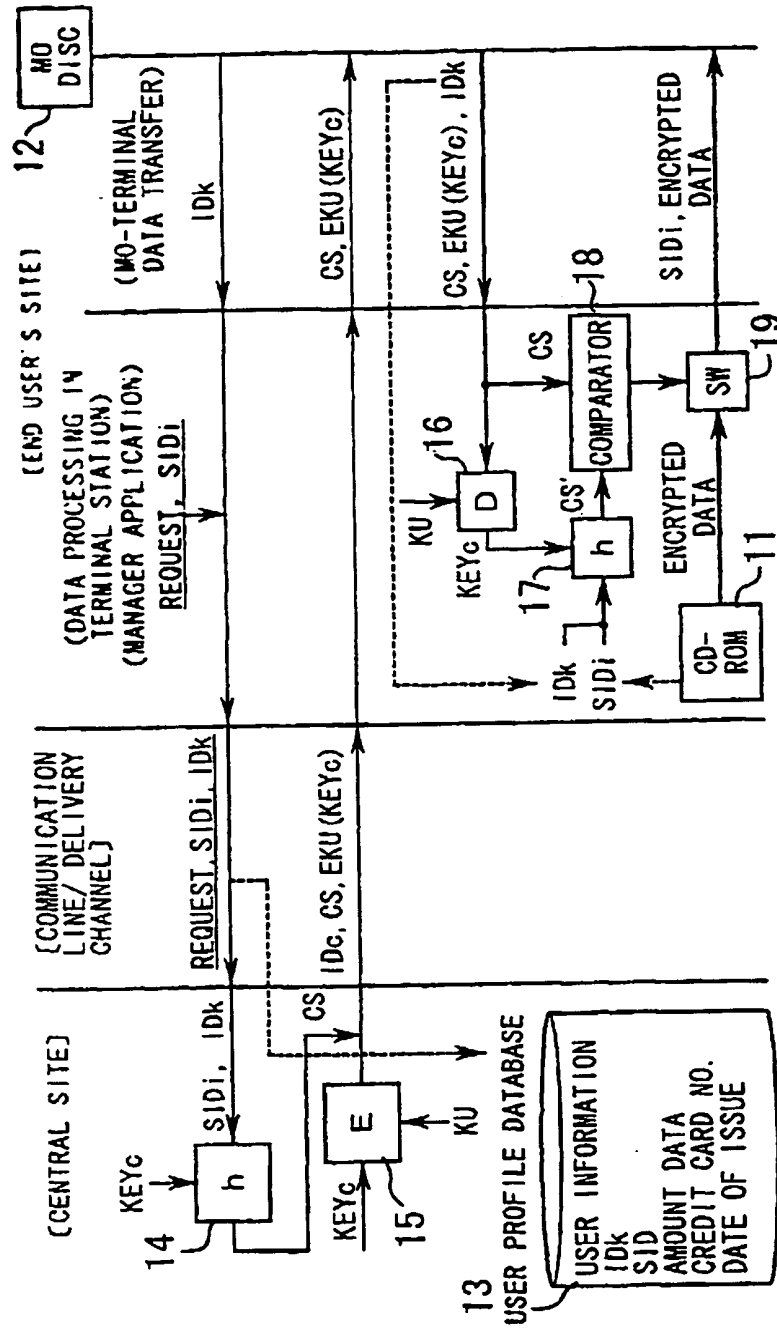 [CENTRAL SITE]
[COMMUNICATION
LINE/ DELIVERY
CHANNEL]
[END USER'S SITE]
(DATA PROCESSING IN
TERMINAL STATION)
(MANAGER APPLICATION)
(MO-TERMINAL
DATA TRANSFER)
12
MO
DISC
IDk
REQUEST, SIDi
REQUEST, SIDi, IDk
SIDi, IDk
KEYc
h
14
CS
KEYc
E
15
KU
IDc, CS, EKU(KEYc)
CS, EKU(KEYc)
CS, EKU(KEYc), IDk
KU
D
16
KEYc
CS
h
17
CS'
COMPARATOR
18
IDk
SIDi
CD-
ROM
11
ENCRYPTED
DATA
SW
19
SIDi, ENCRYPTED
DATA
13
USER PROFILE DATABASE
USER INFORMATION
IDk
SID
AMOUNT DATA
CREDIT CARD NO.
DATE OF ISSUE